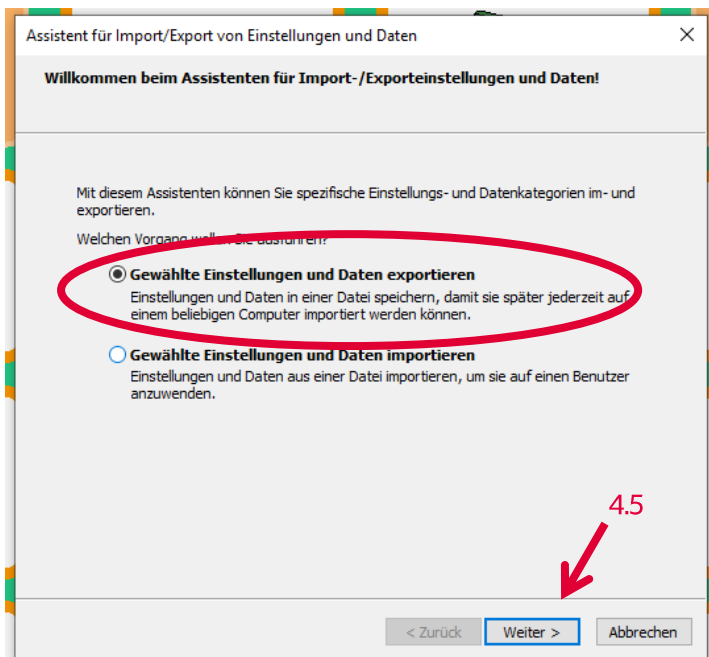 Assistent für Import/Export von Einstellungen und Daten
Willkommen beim Assistenten für Import-/Exporteinstellungen und Daten!
Mit diesem Assistenten können Sie spezifische Einstellungs- und Datenkategorien im- und
exportieren.
Welchen Vorgang wollen Sie ausführen?
Gewählte Einstellungen und Daten exportieren
Einstellungen und Daten in einer Datei speichern, damit sie später jederzeit auf
einem beliebigen Computer importiert werden können.
Gewählte Einstellungen und Daten importieren
Einstellungen und Daten aus einer Datei importieren, um sie auf einen Benutzer
anzuwenden.
4.5
< Zurück Weiter > Abbrechen